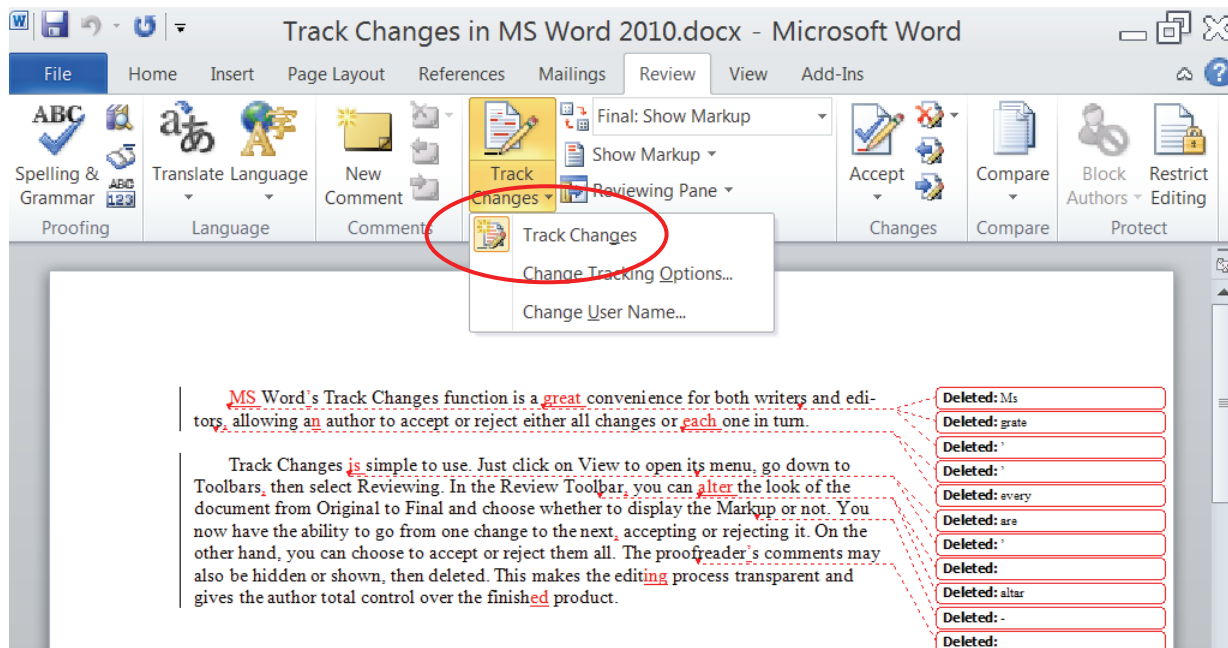 Track Changes in MS Word 2010.docx - Microsoft Word
File Home Insert Page Layout References Mailings Review View Add-Ins
ABC Final: Show Markup
Spelling & Grammar ABC 123 Translate Language New Comment Track Changes Show Markup Reviewing Pane Accept Compare Block Authors Restrict Editing
Proofing Language Comments Changes Compare Protect
Track Changes
Change Tracking Options...
Change User Name...
MS Word's Track Changes function is a great convenience for both writers and edi-
tors, allowing an author to accept or reject either all changes or each one in turn.
Track Changes is simple to use. Just click on View to open its menu, go down to
Toolbars, then select Reviewing. In the Review Toolbar, you can alter the look of the
document from Original to Final and choose whether to display the Markup or not. You
now have the ability to go from one change to the next, accepting or rejecting it. On the
other hand, you can choose to accept or reject them all. The proofreader's comments may
also be hidden or shown, then deleted. This makes the editing process transparent and
gives the author total control over the finished product.
Deleted: Ms
Deleted: grate
Deleted: '
Deleted: '
Deleted: every
Deleted: are
Deleted: '
Deleted:
Deleted: altar
Deleted: -
Deleted: